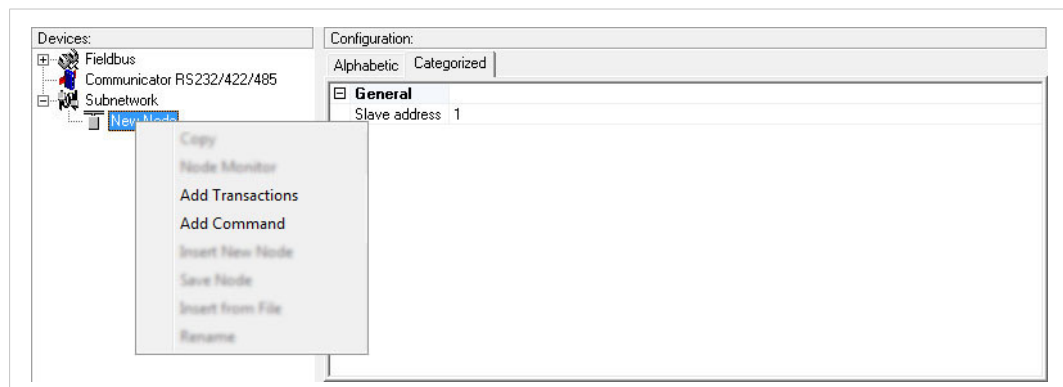 Devices:
Fieldbus
Communicator RS232/422/485
Subnetwork
New Node
Copy
Node Monitor
Add Transactions
Add Command
Insert New Node
Save Node
Insert from File
Rename
Configuration:
Alphabetic Categorized
General
Slave address 1